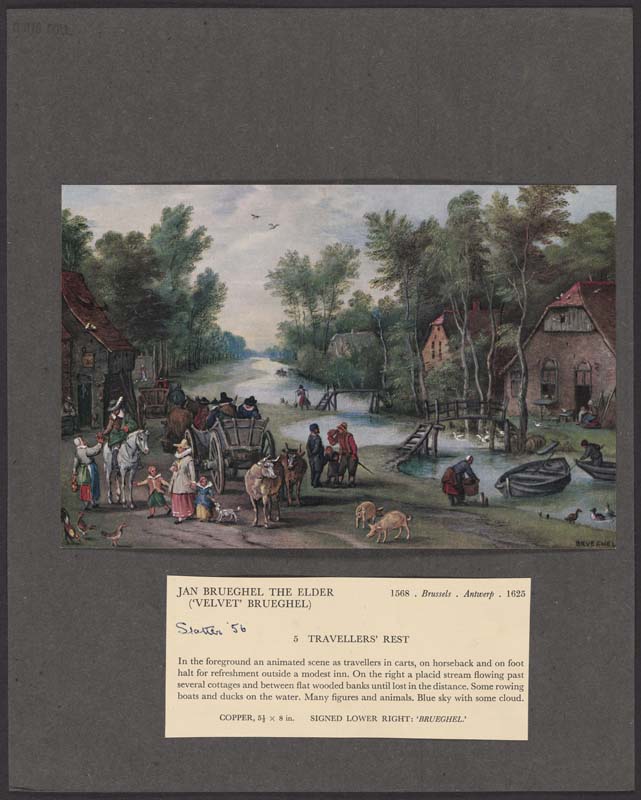 BRUEGHEL
JAN BRUEGHEL THE ELDER 1568 . Brussels . Antwerp . 1625
('VELVET' BRUEGHEL)
Slatter '56
5 TRAVELLERS' REST
In the foreground an animated scene as travellers in carts, on horseback and on foot
halt for refreshment outside a modest inn. On the right a placid stream flowing past
several cottages and between flat wooded banks until lost in the distance. Some rowing
boats and ducks on the water. Many figures and animals. Blue sky with some cloud.
COPPER, 5½ × 8 in. SIGNED LOWER RIGHT: 'BRUEGHEL.'